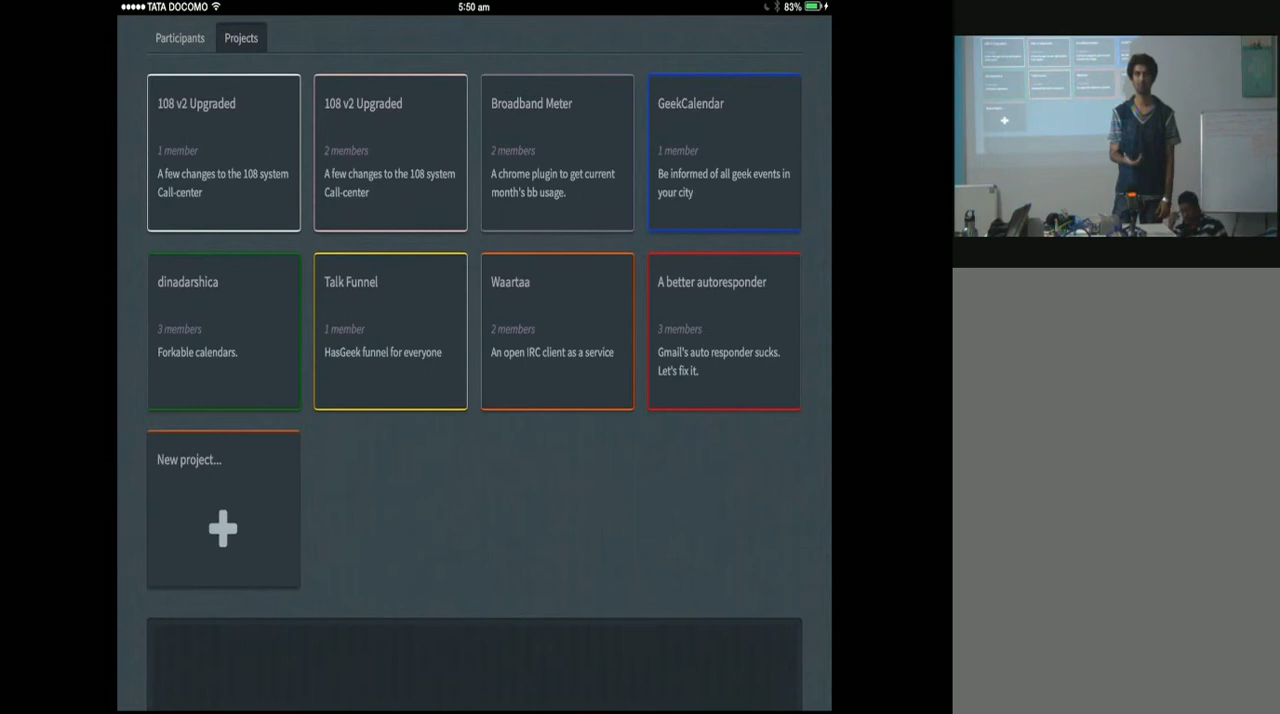 TATA DOCOMO
5:50 am
83%
Participants
Projects
108 v2 Upgraded
1 member
A few changes to the 108 system
Call-center
108 v2 Upgraded
2 members
A few changes to the 108 system
Call-center
Broadband Meter
2 members
A chrome plugin to get current
month's bb usage.
GeekCalendar
1 member
Be informed of all geek events in
your city
dinadarshica
3 members
Forkable calendars.
Talk Funnel
1 member
HasGeek funnel for everyone
Waartaa
2 members
An open IRC client as a service
A better autoresponder
3 members
Gmail's auto responder sucks.
Let's fix it.
New project...